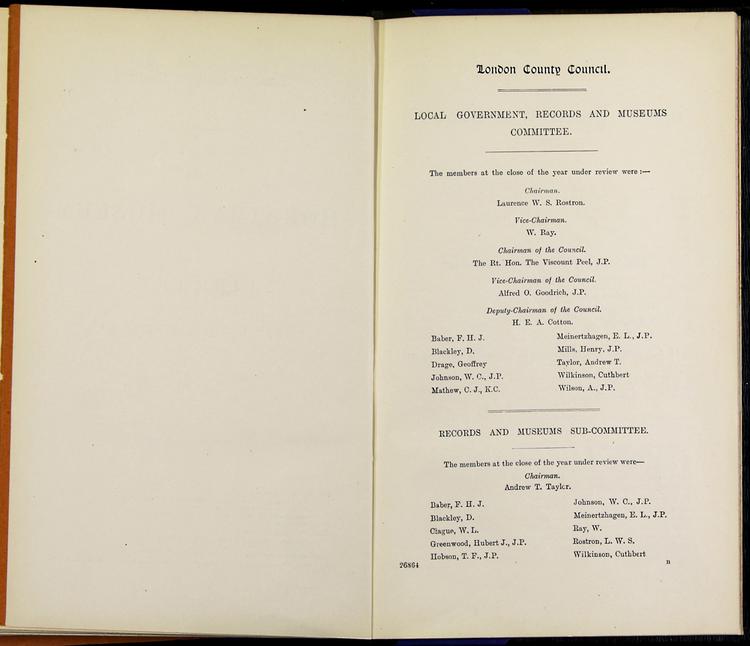 London County Council.
LOCAL GOVERNMENT, RECORDS AND MUSEUMS
COMMITTEE.
The members at the close of the year under review were :—
Chairman.
Laurence W. S. Rostron.
Vice-Chairman.
W. Ray.
Chairman of the Council.
The Rt. Hon. The Viscount Peel, J.P.
Vice-Chairman of the Council.
Alfred O. Goodrich, J.P.
Deputy-Chairman of the Council.
H. E. A. Cotton.
Baber, F. H. J.
Blackley, D.
Drage, Geoffrey
Johnson, W. C., J.P.
Mathew, C. J., K.C.
Meinertzhagen, E. L., J.P.
Mills, Henry, J.P.
Taylor, Andrew T.
Wilkinson, Cuthbert
Wilson, A., J.P.
RECORDS AND MUSEUMS SUB-COMMITTEE.
The members at the close of the year under review were—
Chairman.
Andrew T. Taylor.
Baber, F. H. J.
Blackley, D.
Clague, W. L.
Greenwood, Hubert J., J.P.
Hobson, T. F., J.P.
Johnson, W. C., J.P.
Meinertzhagen, E. L., J.P.
Ray, W.
Rostron, L. W. S.
Wilkinson, Cuthbert
26864
B